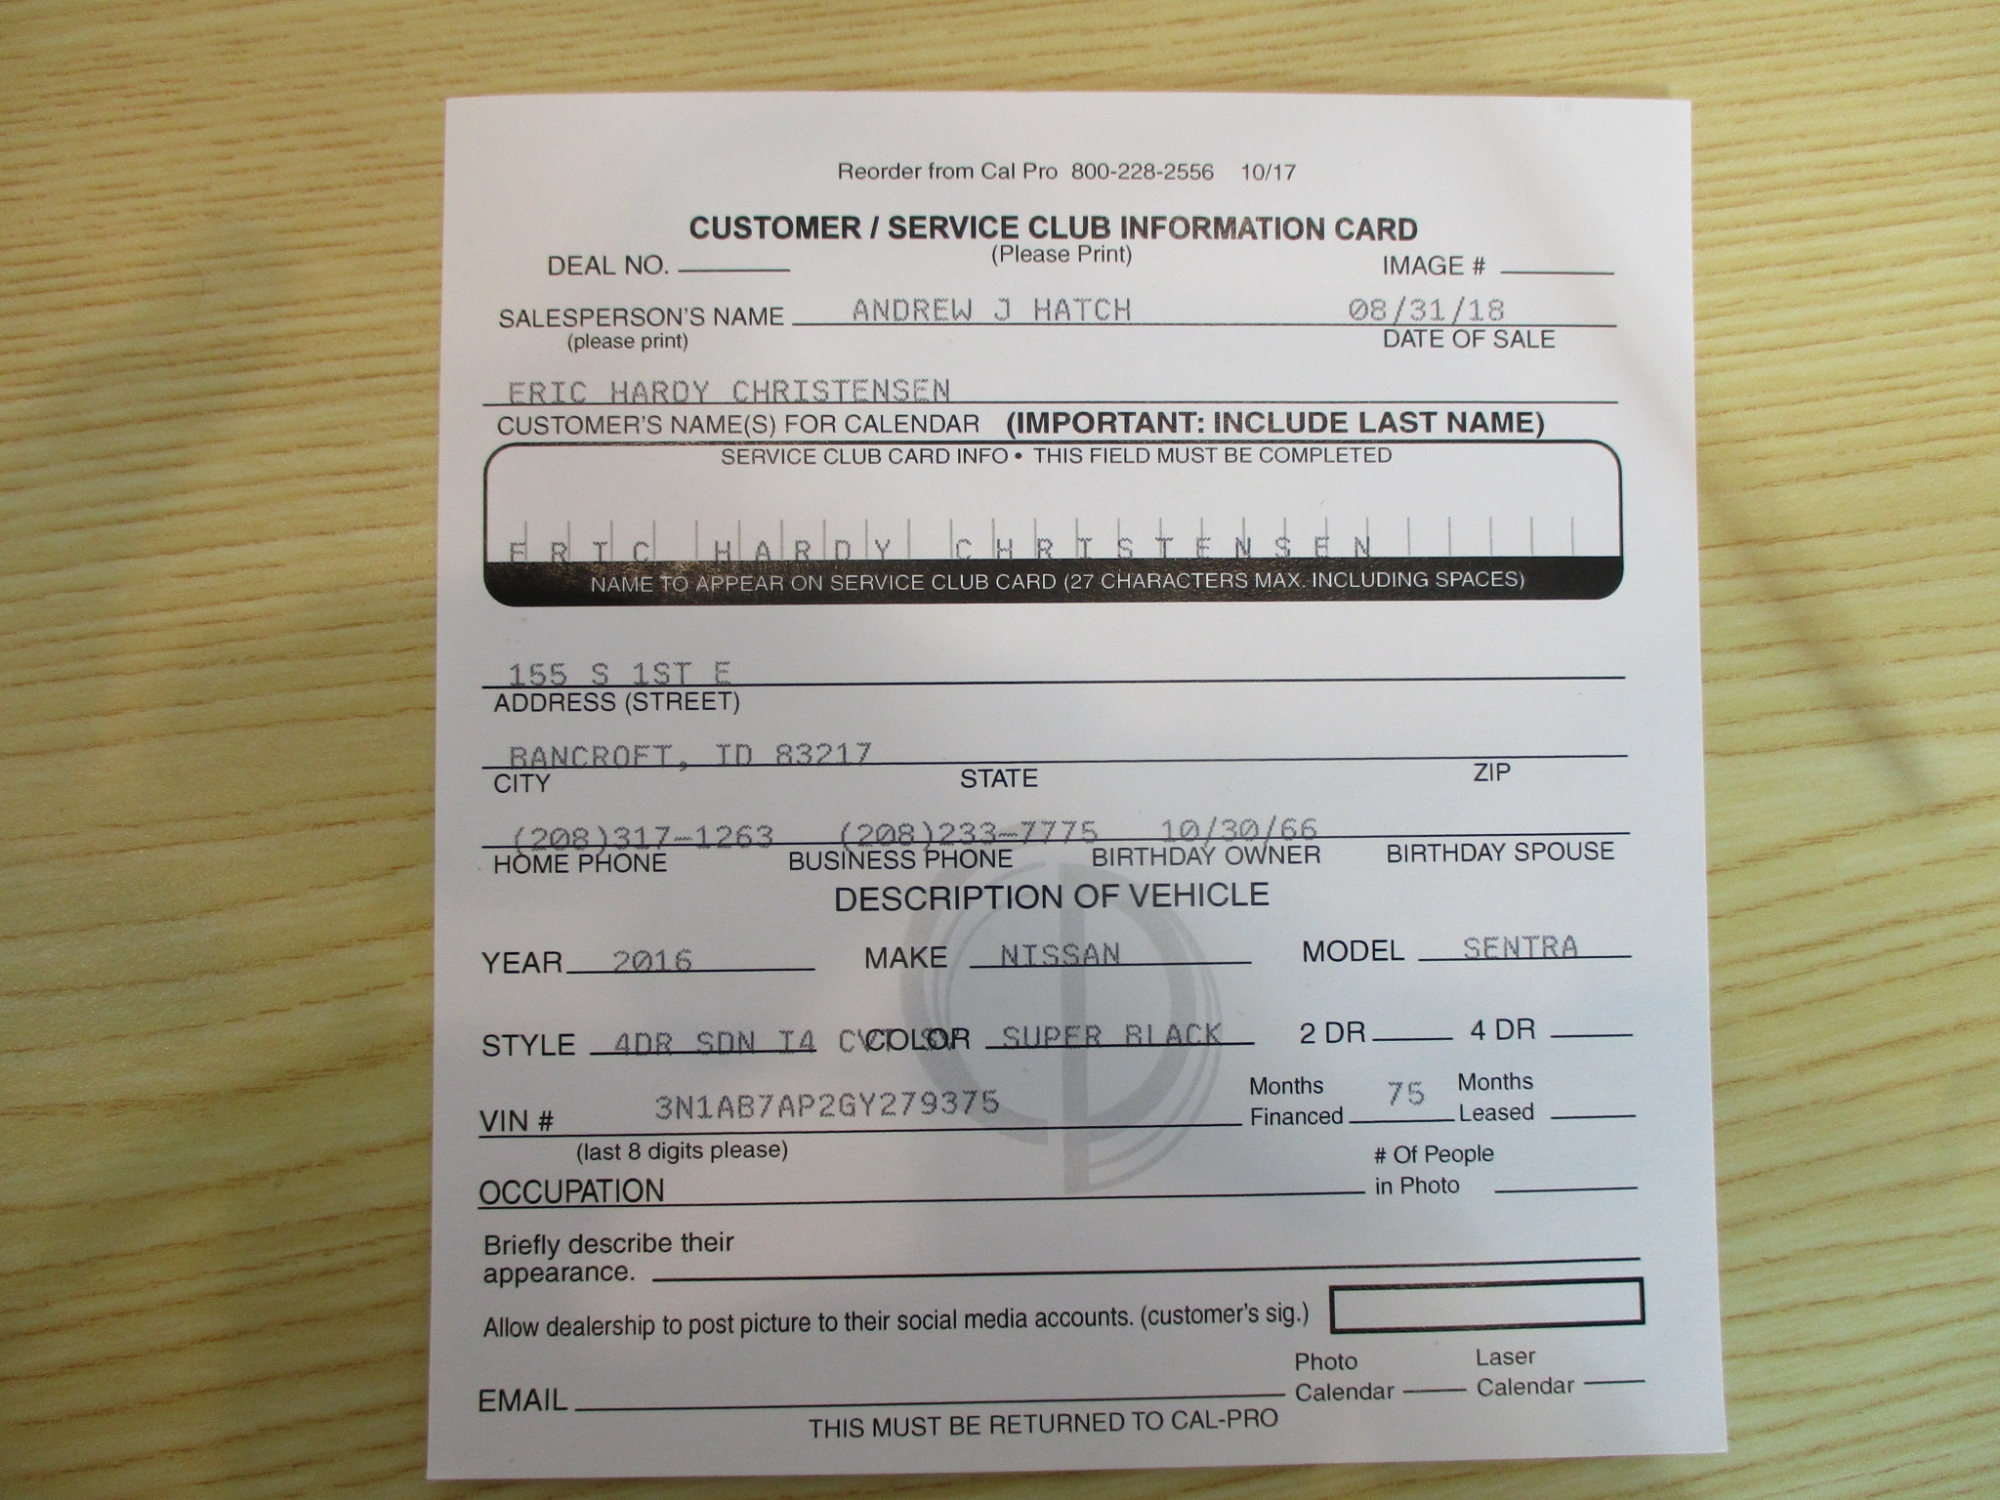 Reorder from Cal Pro 800-228-2556 10/17
CUSTOMER / SERVICE CLUB INFORMATION CARD
(Please Print)
DEAL NO. IMAGE #
SALESPERSON'S NAME ANDREW J HATCH 08/31/18
(please print) DATE OF SALE
ERIC HARDY CHRISTENSEN
CUSTOMER'S NAME(S) FOR CALENDAR (IMPORTANT: INCLUDE LAST NAME)
SERVICE CLUB CARD INFO • THIS FIELD MUST BE COMPLETED
ERIC HARDY CHRISTENSEN
NAME TO APPEAR ON SERVICE CLUB CARD (27 CHARACTERS MAX. INCLUDING SPACES)
155 S 1ST E
ADDRESS (STREET)
BANCROFT, ID 83217
CITY STATE ZIP
(208)317-1263 (208)233-7775 10/30/66
HOME PHONE BUSINESS PHONE BIRTHDAY OWNER BIRTHDAY SPOUSE
DESCRIPTION OF VEHICLE
YEAR 2016 MAKE NISSAN MODEL SENTRA
STYLE 4DR SDN I4 COLOR SUPER BLACK 2 DR 4 DR
VIN # 3N1AB7AP2GY279375 Months Financed 75 Months Leased
(last 8 digits please)
OCCUPATION # Of People in Photo
Briefly describe their
appearance.
Allow dealership to post picture to their social media accounts. (customer's sig.)
EMAIL Photo Calendar Laser Calendar
THIS MUST BE RETURNED TO CAL-PRO